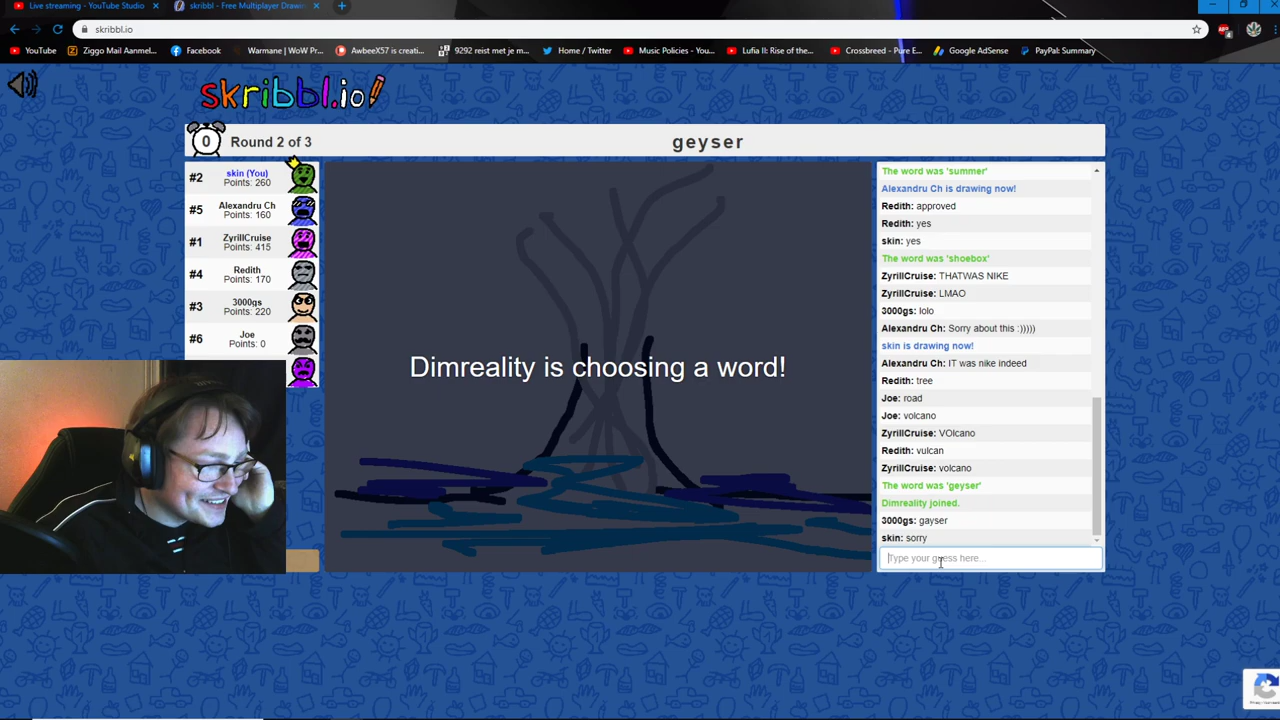 Live streaming - YouTube Studio
skribbl - Free Multiplayer Drawin
skribbl.io
YouTube
Ziggo Mail Aanmel...
Facebook
Warmane | WoW Pr...
AwbeeX57 is creati...
9292 reist met je m...
Home / Twitter
Music Policies - You...
Lufia II: Rise of the...
Crossbreed - Pure E...
Google AdSense
PayPal: Summary
skribbl.io
0
Round 2 of 3
geyser
#2
skin (You)
Points: 260
#5
Alexandru Ch
Points: 160
#1
ZyrillCruise
Points: 415
#4
Redith
Points: 170
#3
3000gs
Points: 220
#6
Joe
Points: 0
Dimreality is choosing a word!
The word was 'summer'
Alexandru Ch is drawing now!
Redith: approved
Redith: yes
skin: yes
The word was 'shoebox'
ZyrillCruise: THATWAS NIKE
ZyrillCruise: LMAO
3000gs: lolo
Alexandru Ch: Sorry about this :)))))
skin is drawing now!
Alexandru Ch: IT was nike indeed
Redith: tree
Joe: road
Joe: volcano
ZyrillCruise: VOlcano
Redith: vulcan
ZyrillCruise: volcano
The word was 'geyser'
Dimreality joined.
3000gs: gayser
skin: sorry
Type your guess here...